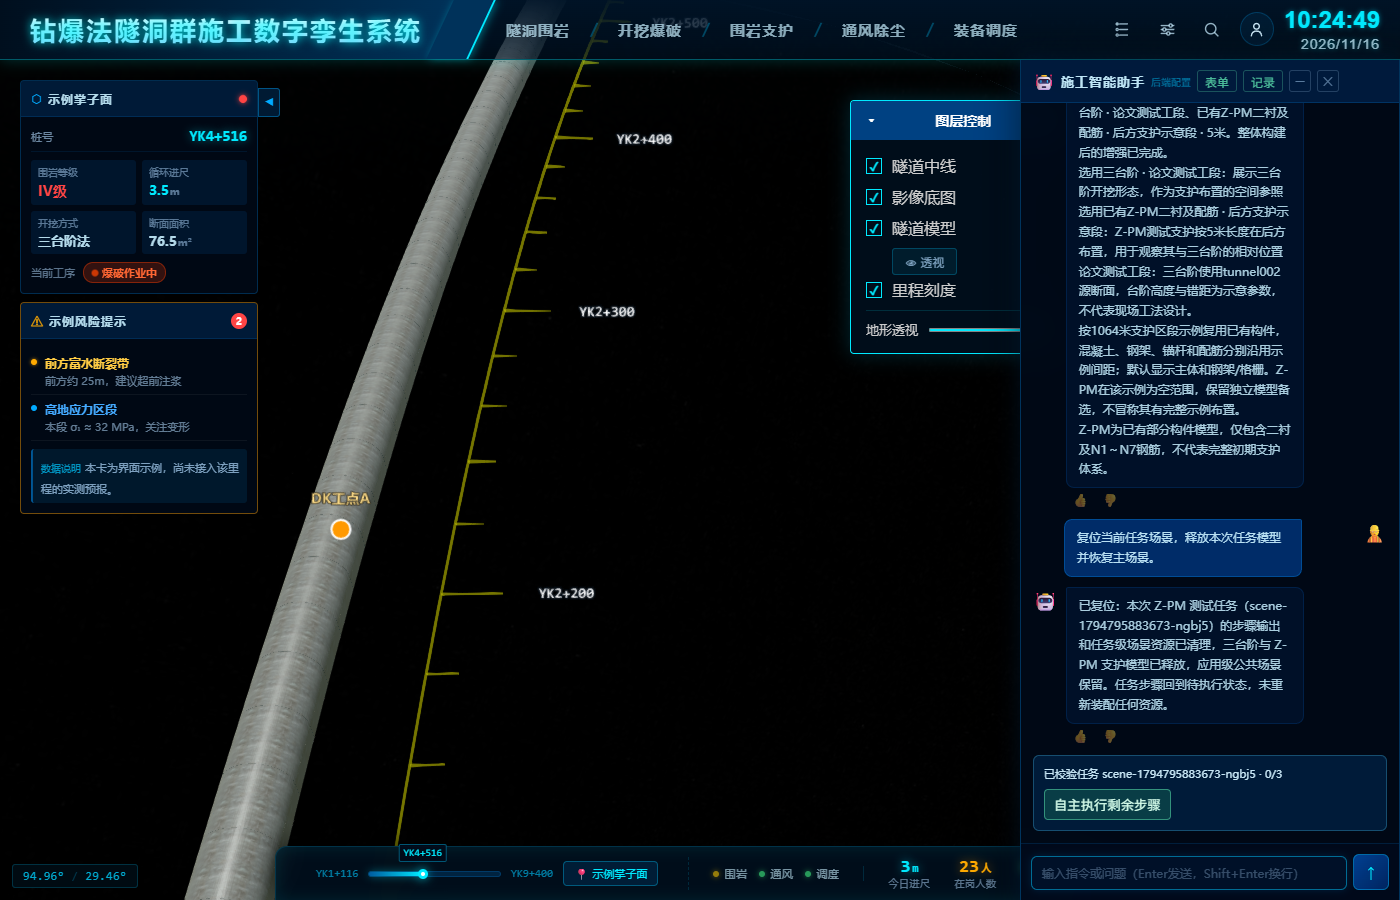 钻爆法隧洞群施工数字孪生系统
隧洞围岩 / 开挖爆破 / 围岩支护 / 通风除尘 / 装备调度
10:24:49
2026/11/16
示例掌子面
桩号 YK4+516
围岩等级 循环进尺
IV级 3.5m
开挖方式 断面面积
三台阶法 76.5m²
当前工序 爆破作业中
示例风险提示 2
前方富水断裂带
前方约 25m，建议超前注浆
高地应力区段
本段 σ₁ ≈ 32 MPa，关注变形
数据说明 本卡为界面示例，尚未接入该里
程的实测预报。
YK2+500
YK2+400
YK2+300
YK2+200
DK工点A
图层控制
隧道中线
影像底图
隧道模型
透视
里程刻度
地形透视
施工智能助手 后端配置 表单 记录
台阶 · 论文测试工段、已有Z-PM二衬及
配筋 · 后方支护示意段 · 5米。整体构建
后的增强已完成。
选用三台阶 · 论文测试工段：展示三台
阶开挖形态，作为支护布置的空间参照
选用已有Z-PM二衬及配筋 · 后方支护示
意段：Z-PM测试支护按5米长度在后方
布置，用于观察其与三台阶的相对位置
论文测试工段：三台阶使用tunnel002
源断面，台阶高度与错距为示意参数，
不代表现场工法设计。
按1064米支护区段示例复用已有构件，
混凝土、钢架、锚杆和配筋分别沿用示
例间距；默认显示主体和钢架/格栅。Z-
PM在该示例为空范围，保留独立模型备
选，不冒称其有完整示例布置。
Z-PM为已有部分构件模型，仅包含二衬
及N1～N7钢筋，不代表完整初期支护
体系。
复位当前任务场景，释放本次任务模型
并恢复主场景。
已复位：本次 Z-PM 测试任务（scene-
1794795883673-ngbj5）的步骤输出
和任务级场景资源已清理，三台阶与 Z-
PM 支护模型已释放，应用级公共场景
保留。任务步骤回到待执行状态，未重
新装配任何资源。
已校验任务 scene-1794795883673-ngbj5 · 0/3
自主执行剩余步骤
输入指令或问题（Enter发送，Shift+Enter换行）
94.96° / 29.46°
YK4+516
YK1+116 YK9+400
示例掌子面
围岩 通风 调度
3m
今日进尺
23人
在岗人数